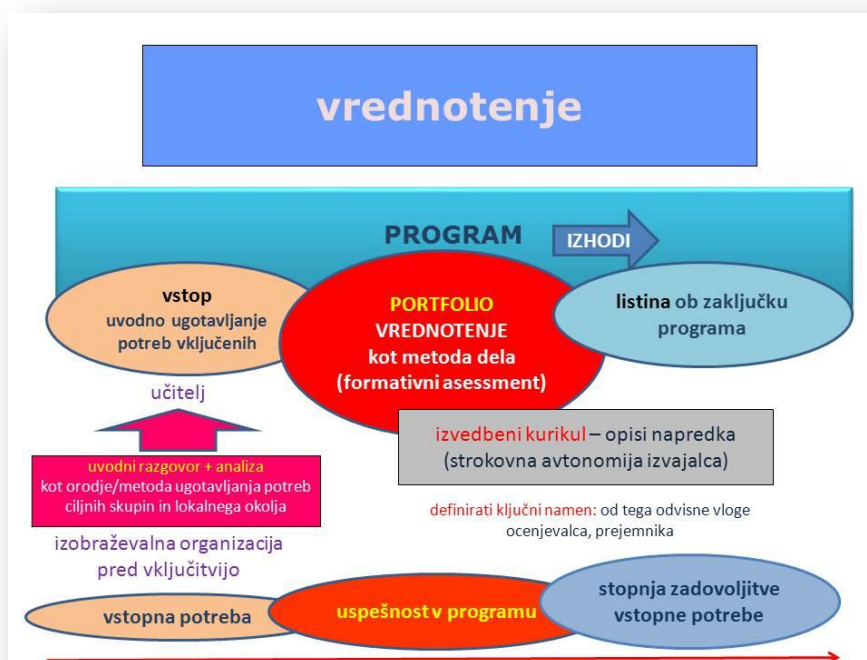 vrednotenje
PROGRAM
IZHODI
vstop
uvodno ugotavljanje
potreb vključenih
PORTFOLIO
VREDNOTENJE
kot metoda dela
(formativni asessment)
listina ob zaključku
programa
učitelj
izvedbeni kurikul – opisi napredka
(strokovna avtonomija izvajalca)
uvodni razgovor + analiza
kot orodje/metoda ugotavljanja potreb
ciljnih skupin in lokalnega okolja
definirati ključni namen: od tega odvisne vloge
ocenjevalca, prejemnika
izobraževalna organizacija
pred vključitvijo
vstopna potreba
uspešnost v programu
stopnja zadovoljitve
vstopne potrebe